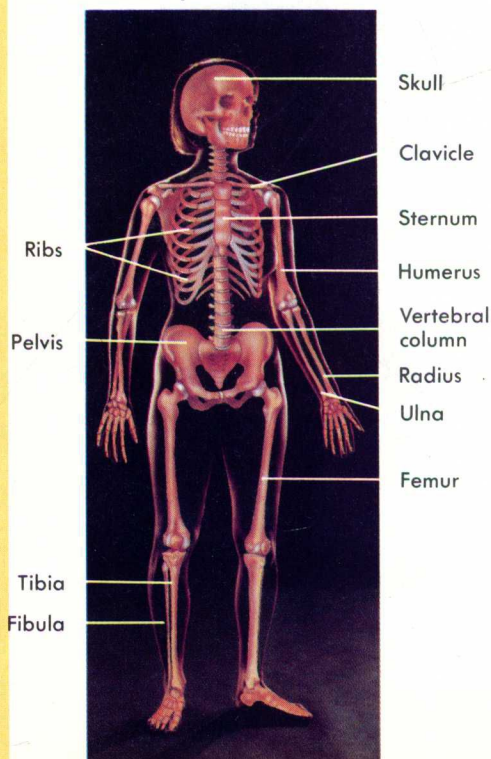 Skull
Clavicle
Sternum
Ribs
Humerus
Vertebral
column
Pelvis
Radius
Ulna
Femur
Tibia
Fibula